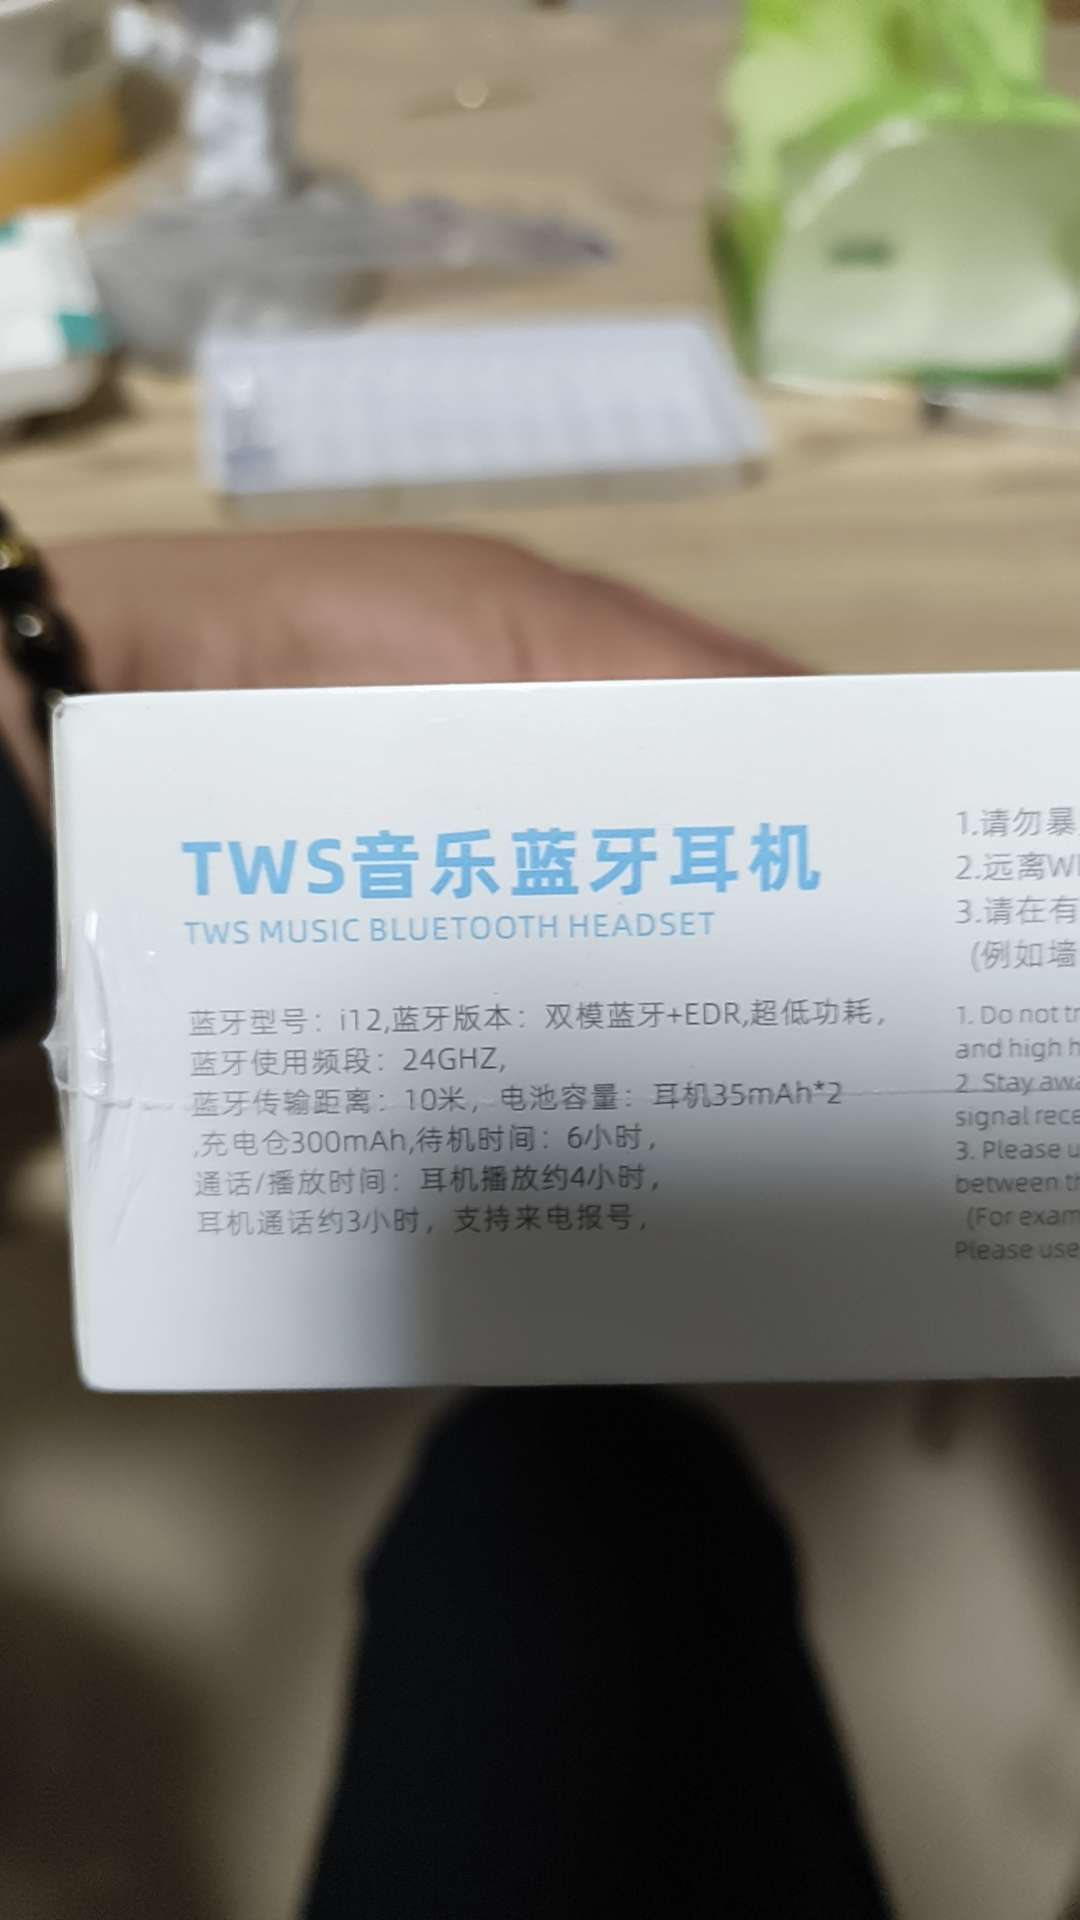 TWS音乐蓝牙耳机
TWS MUSIC BLUETOOTH HEADSET
蓝牙型号：i12,蓝牙版本：双模蓝牙+EDR,超低功耗，
蓝牙使用频段：24GHZ,
蓝牙传输距离：10米，电池容量：耳机35mAh*2
,充电仓300mAh,待机时间：6小时，
通话/播放时间：耳机播放约4小时，
耳机通话约3小时，支持来电报号，
1.请勿暴
2.远离WI
3.请在有
(例如墙
1. Do not tr
and high h
2. Stay awa
signal rece
3. Please u
between th
(For exam
Please use